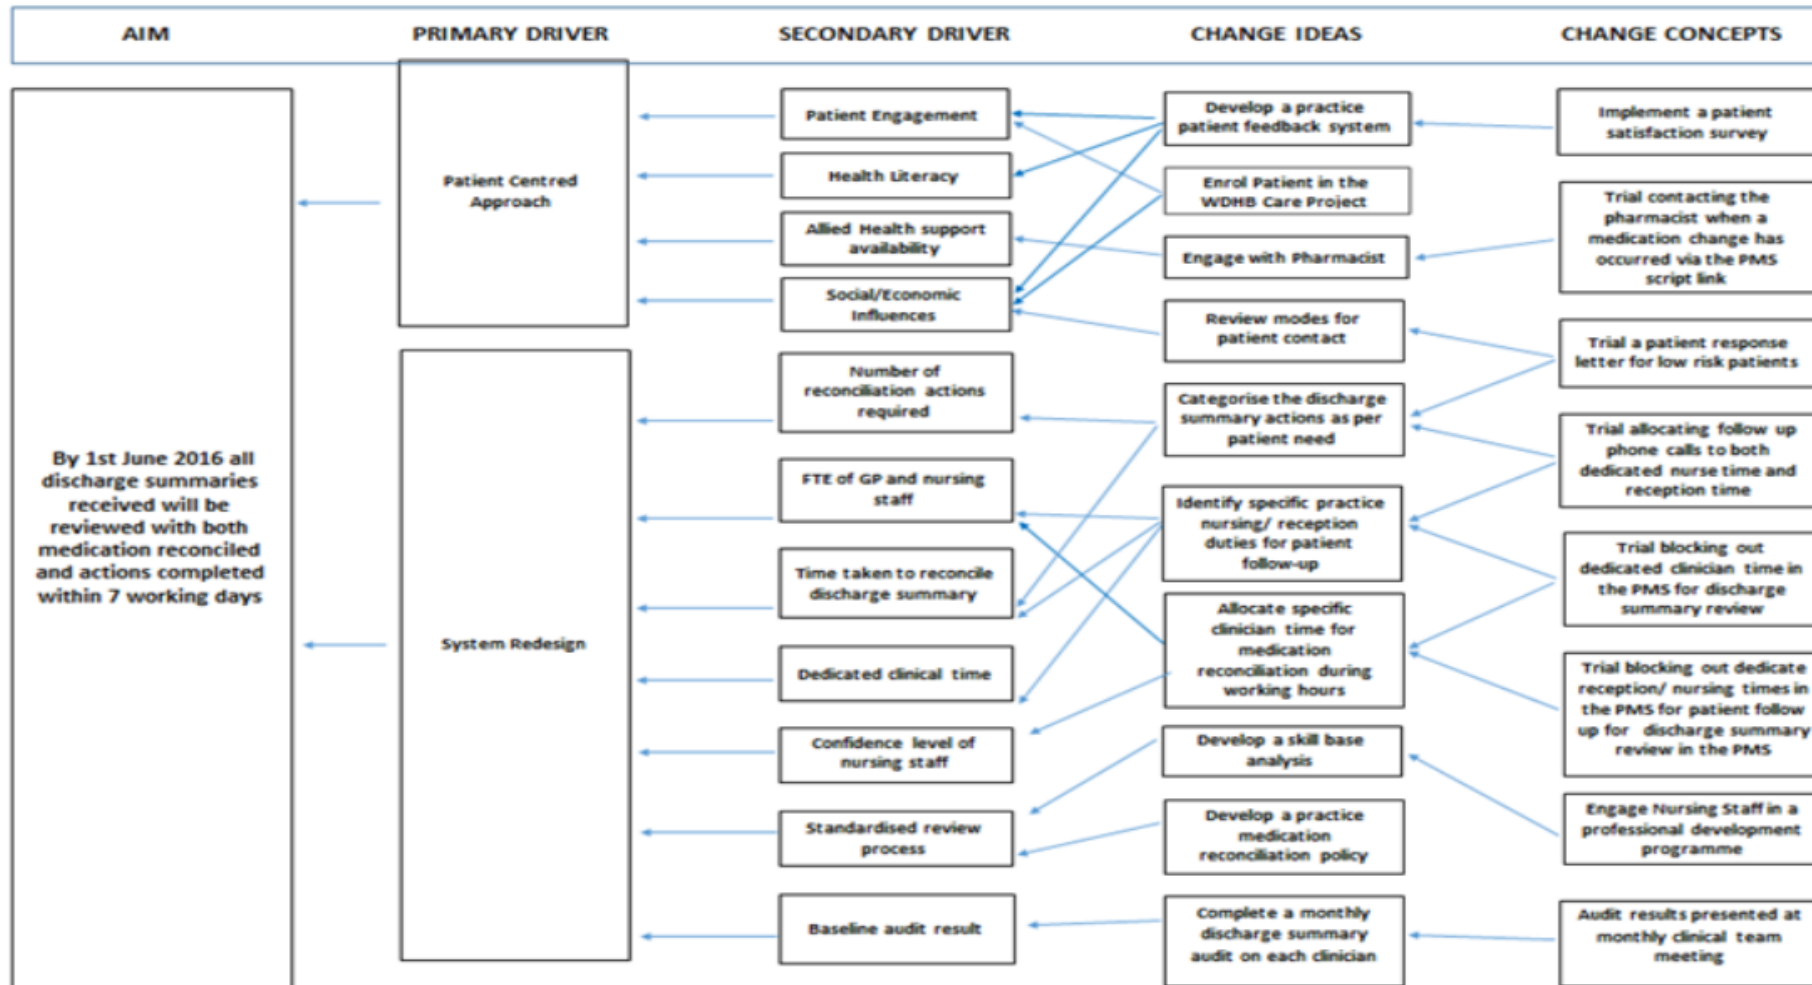 AIM
PRIMARY DRIVER
SECONDARY DRIVER
CHANGE IDEAS
CHANGE CONCEPTS
By 1st June 2016 all
discharge summaries
received will be
reviewed with both
medication reconciled
and actions completed
within 7 working days
Patient Centred
Approach
System Redesign
Patient Engagement
Health Literacy
Allied Health support
availability
Social/Economic
Influences
Number of
reconciliation actions
required
FTE of GP and nursing
staff
Time taken to reconcile
discharge summary
Dedicated clinical time
Confidence level of
nursing staff
Standardised review
process
Baseline audit result
Develop a practice
patient feedback system
Enrol Patient in the
WDHB Care Project
Engage with Pharmacist
Review modes for
patient contact
Categorise the discharge
summary actions as per
patient need
Identify specific practice
nursing/ reception
duties for patient
follow-up
Allocate specific
clinician time for
medication
reconciliation during
working hours
Develop a skill base
analysis
Develop a practice
medication
reconciliation policy
Complete a monthly
discharge summary
audit on each clinician
Implement a patient
satisfaction survey
Trial contacting the
pharmacist when a
medication change has
occurred via the PMS
script link
Trial a patient response
letter for low risk patients
Trial allocating follow up
phone calls to both
dedicated nurse time and
reception time
Trial blocking out
dedicated clinician time in
the PMS for discharge
summary review
Trial blocking out dedicate
reception/ nursing times in
the PMS for patient follow
up for discharge summary
review in the PMS
Engage Nursing Staff in a
professional development
programme
Audit results presented at
monthly clinical team
meeting